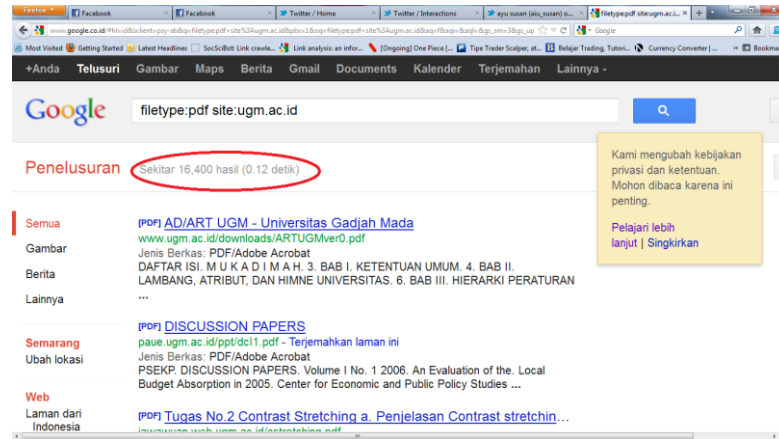 Firefox
Facebook
Facebook
Twitter / Home
Twitter / Interactions
ayu susan (aiu_susan) o...
filetype:pdf site:ugm.ac.i...
www.google.co.id
Google
Most Visited
Getting Started
Latest Headlines
SocSciBot Link crawle...
Link analysis: an infor...
[Ongoing] One Piece [...
Tipe Trader Scalper, at...
Belajar Trading, Tutori...
Currency Converter | ...
+Anda Telusuri Gambar Maps Berita Gmail Documents Kalender Terjemahan Lainnya
Google
filetype:pdf site:ugm.ac.id
Penelusuran
Sekitar 16,400 hasil (0.12 detik)
Kami mengubah kebijakan
privasi dan ketentuan.
Mohon dibaca karena ini
penting.
Pelajari lebih
lanjut | Singkirkan
Semua
Gambar
Berita
Lainnya
Semarang
Ubah lokasi
Web
Laman dari
Indonesia
[PDF] AD/ART UGM - Universitas Gadjah Mada
www.ugm.ac.id/downloads/ARTUGMver0.pdf
Jenis Berkas: PDF/Adobe Acrobat
DAFTAR ISI. M U K A D I M A H. 3. BAB I. KETENTUAN UMUM. 4. BAB II.
LAMBANG, ATRIBUT, DAN HIMNE UNIVERSITAS. 6. BAB III. HIERARKI PERATURAN
...
[PDF] DISCUSSION PAPERS
paue.ugm.ac.id/ppt/dcl1.pdf - Terjemahkan laman ini
Jenis Berkas: PDF/Adobe Acrobat
PSEKP. DISCUSSION PAPERS. Volume I No. 1 2006. An Evaluation of the. Local
Budget Absorption in 2005. Center for Economic and Public Policy Studies ...
[PDF] Tugas No.2 Contrast Stretching a. Penjelasan Contrast stretchin...